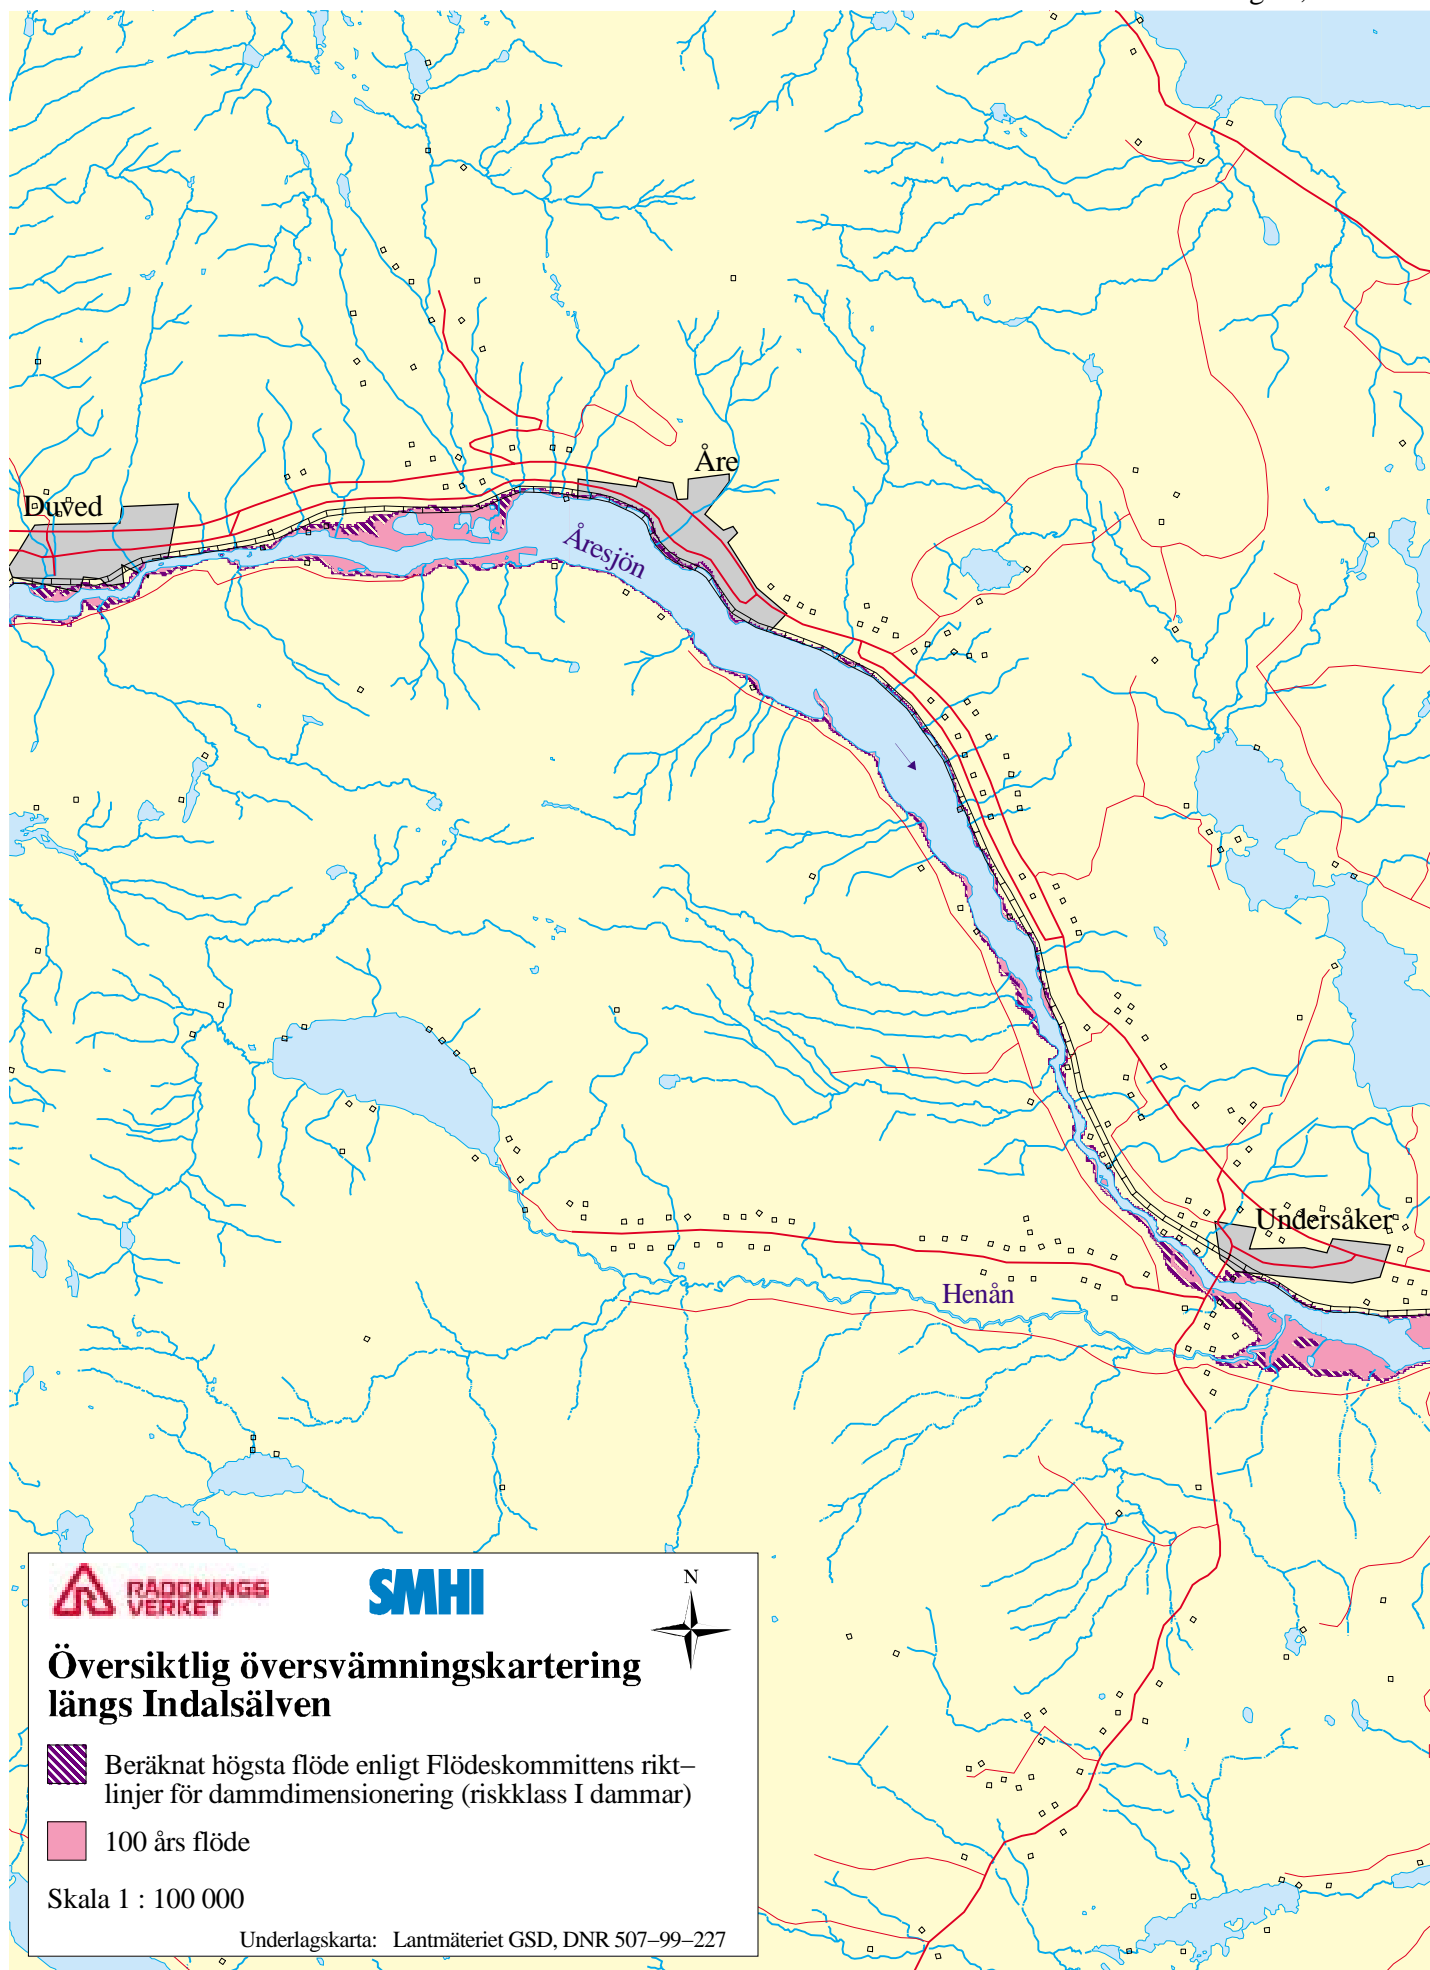 Åre
Duved
Åresjön
Undersåker
Henån
RÄDDNINGS
VERKET
SMHI
N
Översiktlig översvämningskartering
längs Indalsälven
Beräknat högsta flöde enligt Flödeskommittens rikt–
linjer för dammdimensionering (riskklass I dammar)
100 års flöde
Skala 1 : 100 000
Underlagskarta: Lantmäteriet GSD, DNR 507–99–227